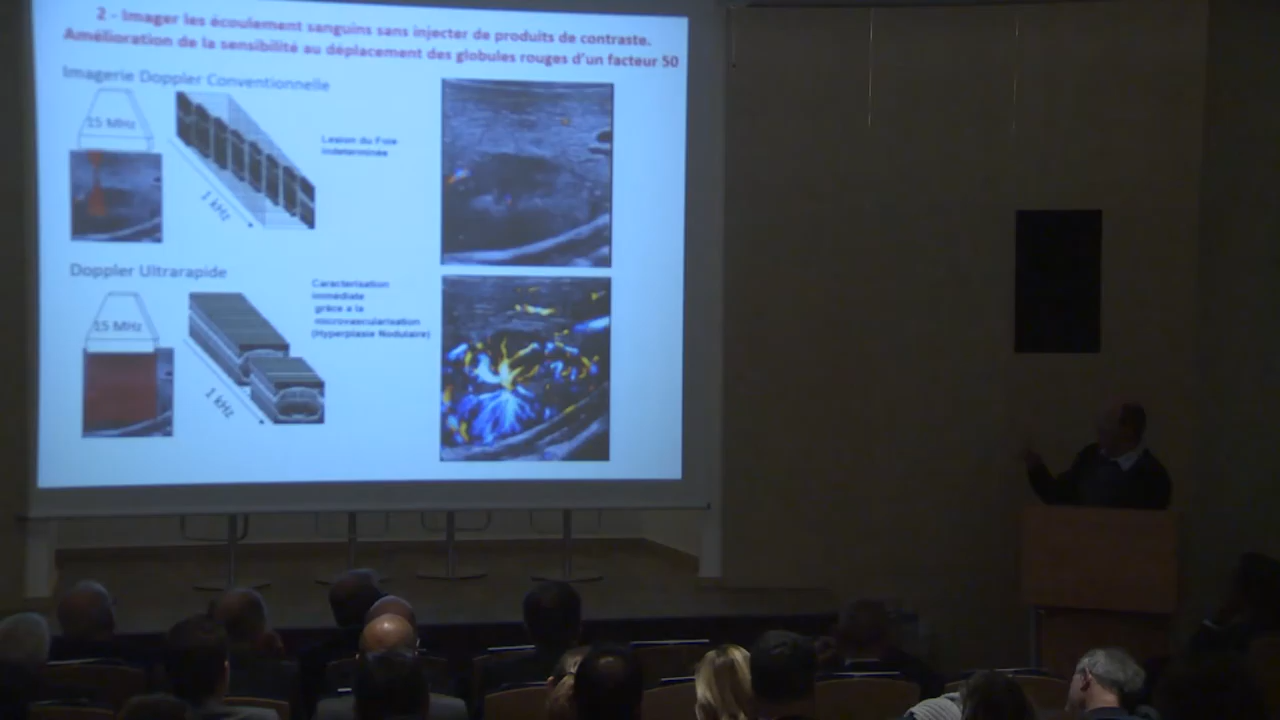 2 - Imager les écoulement sanguins sans injecter de produits de contraste.
Amélioration de la sensibilité au déplacement des globules rouges d'un facteur 50
Imagerie Doppler Conventionnelle
15 MHz
1 kHz
Lesion du Foie
indeterminée
Doppler Ultrarapide
15 MHz
1 kHz
Caracterisation
immédiate
grâce a la
microvascularisation
(Hyperplasie Nodulaire)